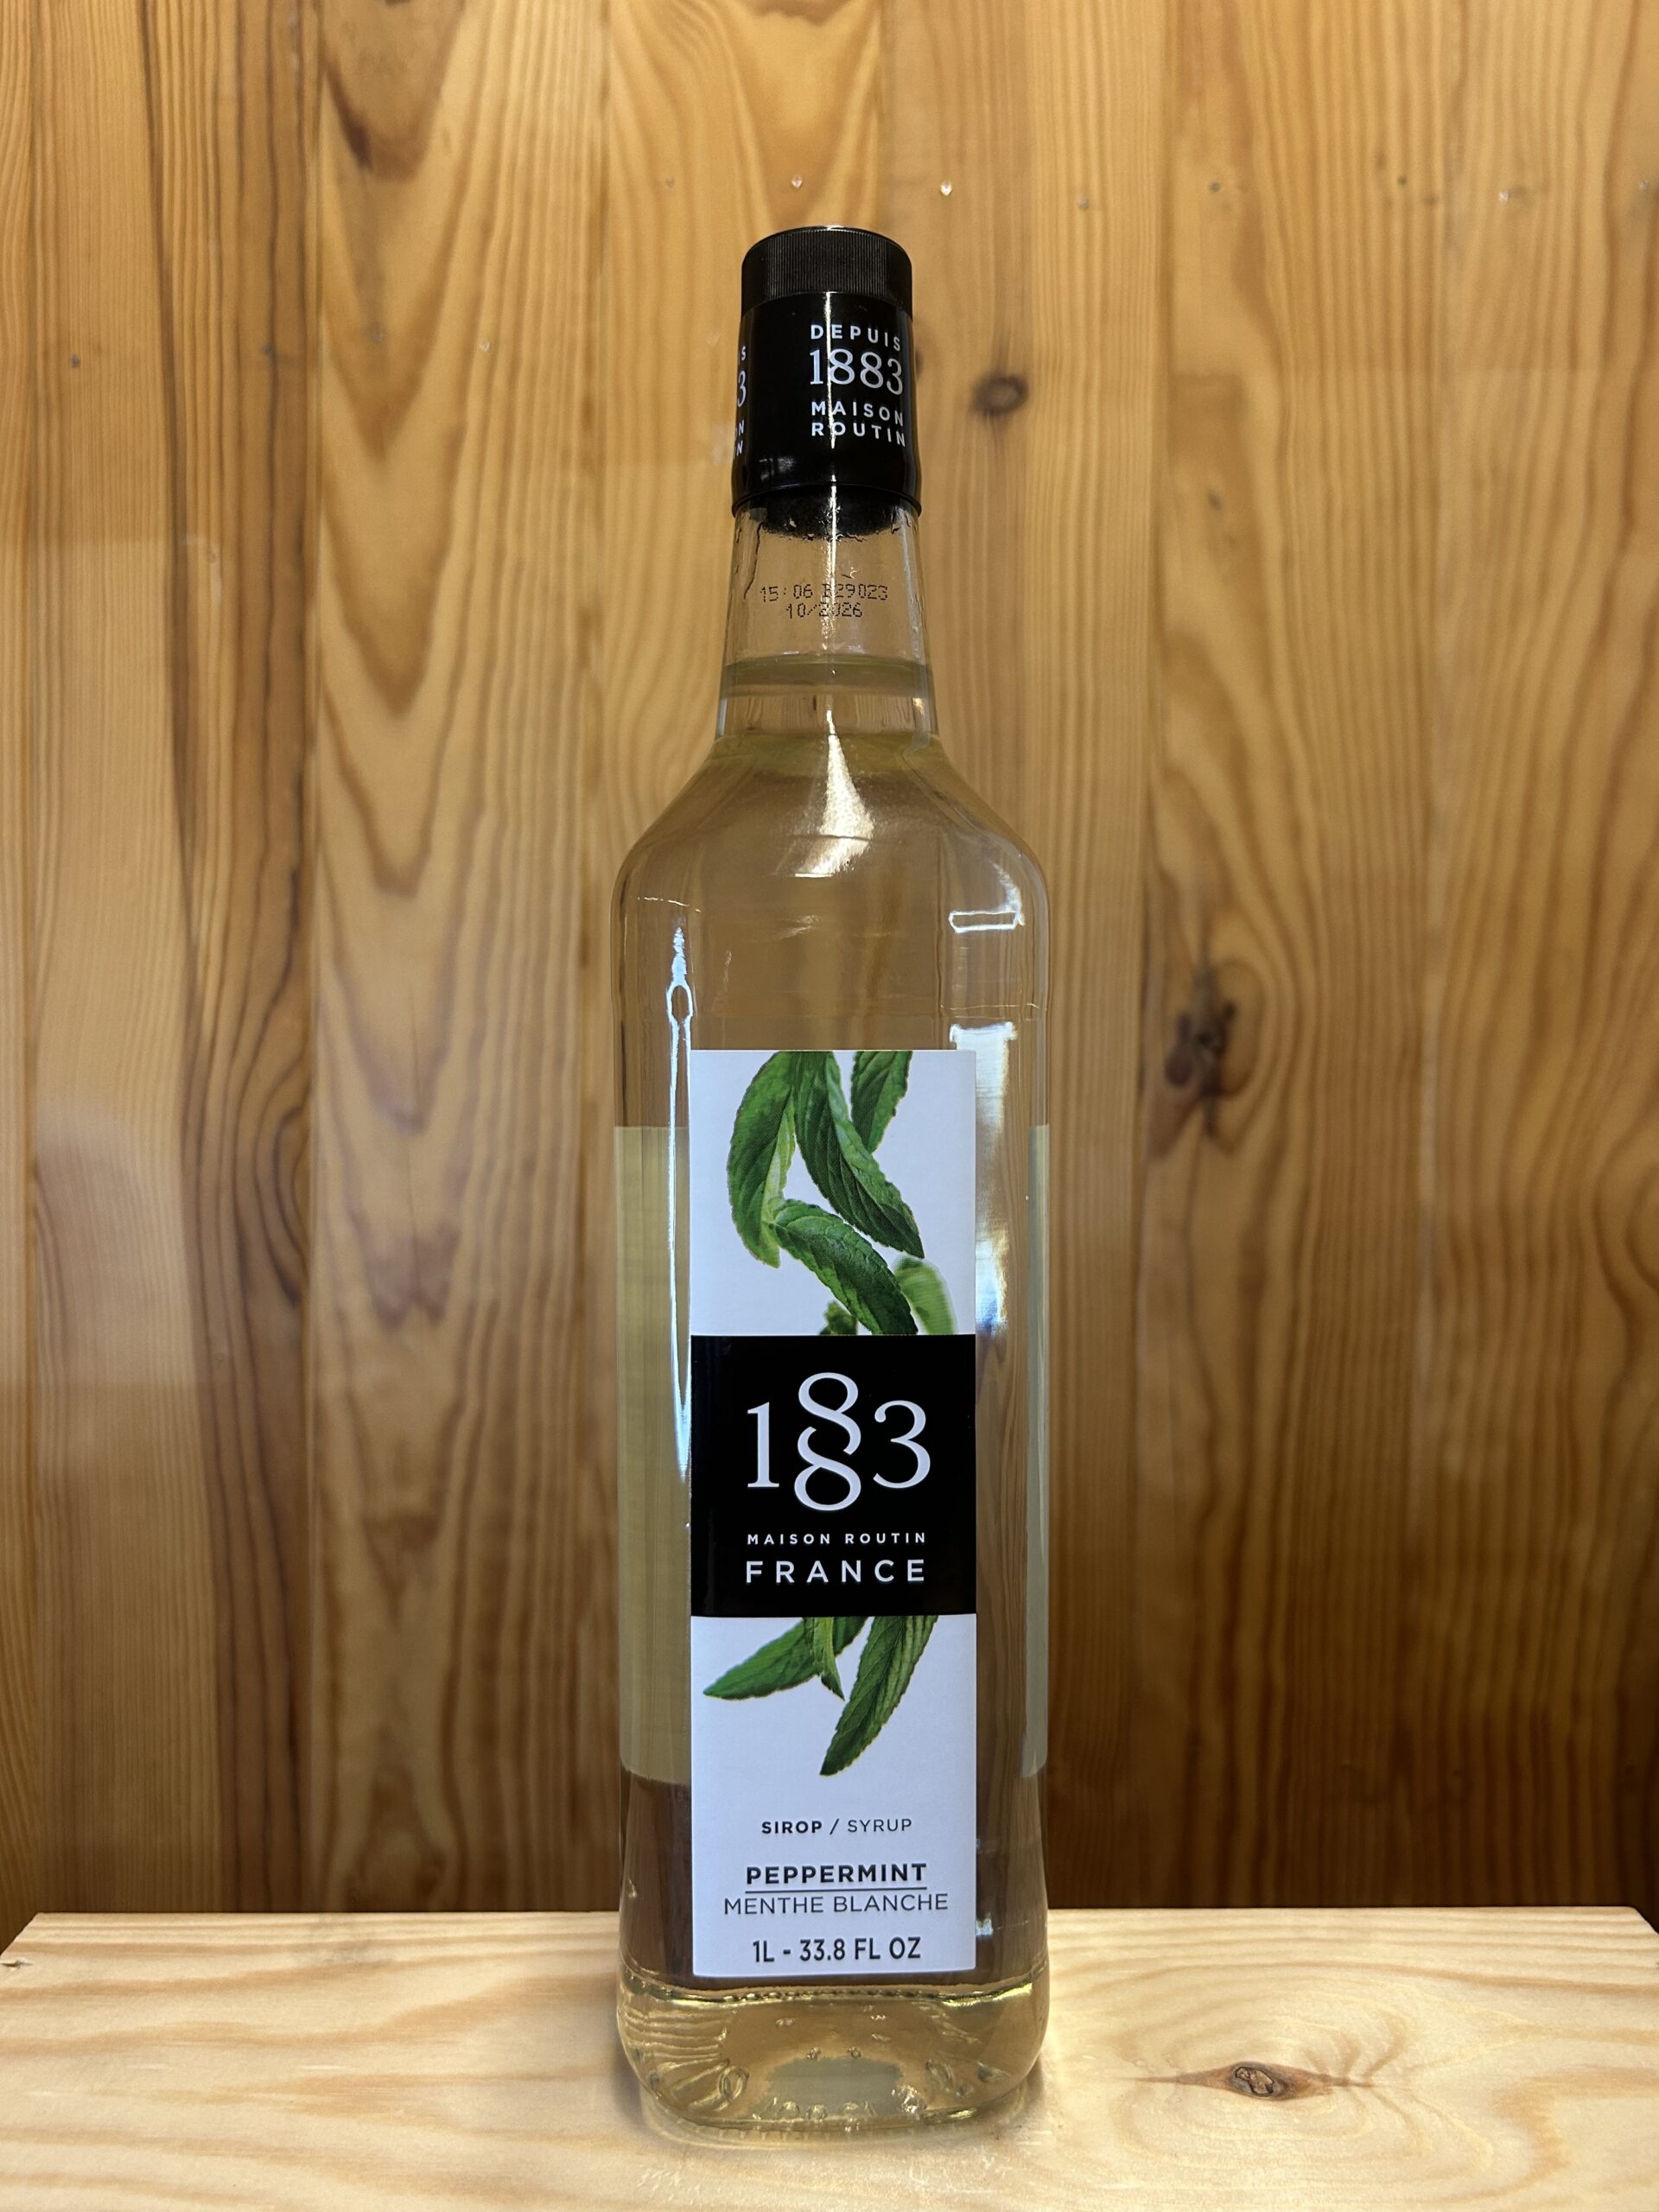 DEPUIS
1883
MAISON
ROUTIN
15:06 B29023
10/2026
1883
MAISON ROUTIN
FRANCE
SIROP / SYRUP
PEPPERMINT
MENTHE BLANCHE
1L - 33.8 FL OZ